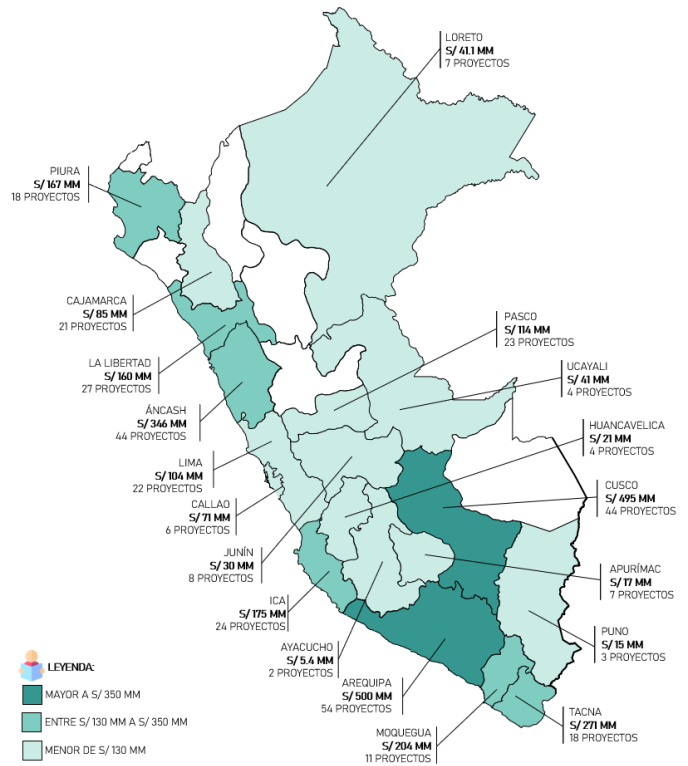 LORETO
S/ 41.1 MM
7 PROYECTOS
PIURA
S/ 167 MM
18 PROYECTOS
CAJAMARCA
S/ 85 MM
21 PROYECTOS
PASCO
S/ 114 MM
23 PROYECTOS
LA LIBERTAD
S/ 160 MM
27 PROYECTOS
UCAYALI
S/ 41 MM
4 PROYECTOS
ÁNCASH
S/ 346 MM
44 PROYECTOS
HUANCAVELICA
S/ 21 MM
4 PROYECTOS
LIMA
S/ 104 MM
22 PROYECTOS
CUSCO
S/ 495 MM
44 PROYECTOS
CALLAO
S/ 71 MM
6 PROYECTOS
JUNÍN
S/ 30 MM
8 PROYECTOS
APURÍMAC
S/ 17 MM
7 PROYECTOS
ICA
S/ 175 MM
24 PROYECTOS
PUNO
S/ 15 MM
3 PROYECTOS
AYACUCHO
S/ 5.4 MM
2 PROYECTOS
AREQUIPA
S/ 500 MM
54 PROYECTOS
TACNA
S/ 271 MM
18 PROYECTOS
MOQUEGUA
S/ 204 MM
11 PROYECTOS
LEYENDA:
MAYOR A S/ 350 MM
ENTRE S/ 130 MM A S/ 350 MM
MENOR DE S/ 130 MM